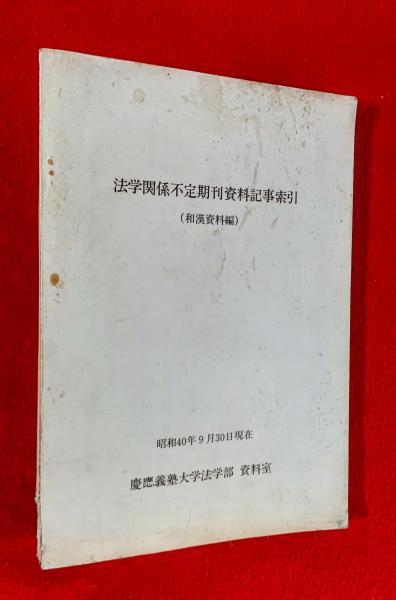 法学関係不定期刊資料記事索引
（和漢資料編）
昭和40年9月30日現在
慶應義塾大学法学部 資料室